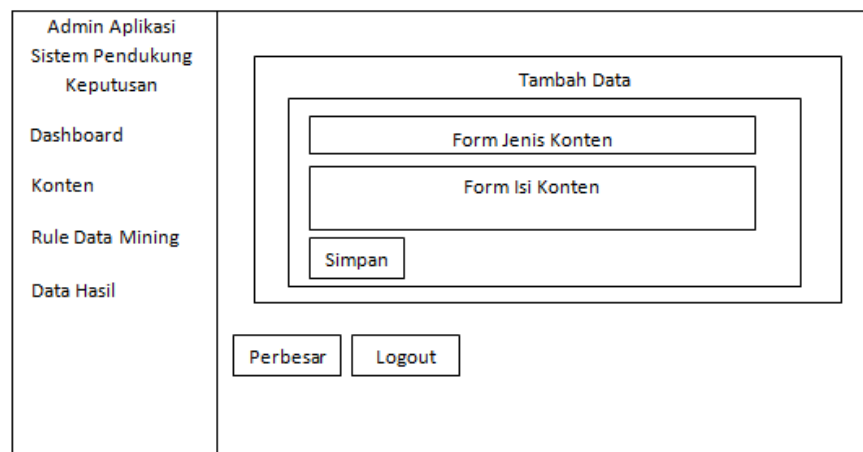 Admin Aplikasi
Sistem Pendukung
Keputusan
Dashboard
Konten
Rule Data Mining
Data Hasil
Tambah Data
Form Jenis Konten
Form Isi Konten
Simpan
Perbesar
Logout